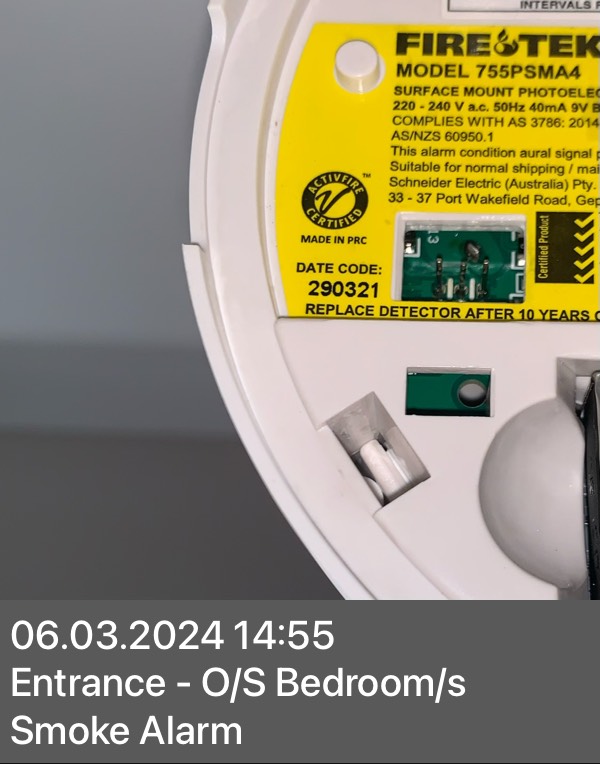 INTERVALS
FIRE TEK
MODEL 755PSMA4
SURFACE MOUNT
220 - 240 V a.c. 50Hz 40mA 9V
COMPLIES WITH AS 3786: 2014
AS/NZS 60950.1
This alarm condition aural signal
Suitable for normal shipping /
Schneider Electric (Australia) Pty.
33 - 37 Port Wakefield Road,
ACTIVFIRE
CERTIFIED
TM
MADE IN PRC
Certified Product
DATE CODE:
290321
REPLACE DETECTOR AFTER 10 YEARS
06.03.2024 14:55
Entrance - O/S Bedroom/s
Smoke Alarm